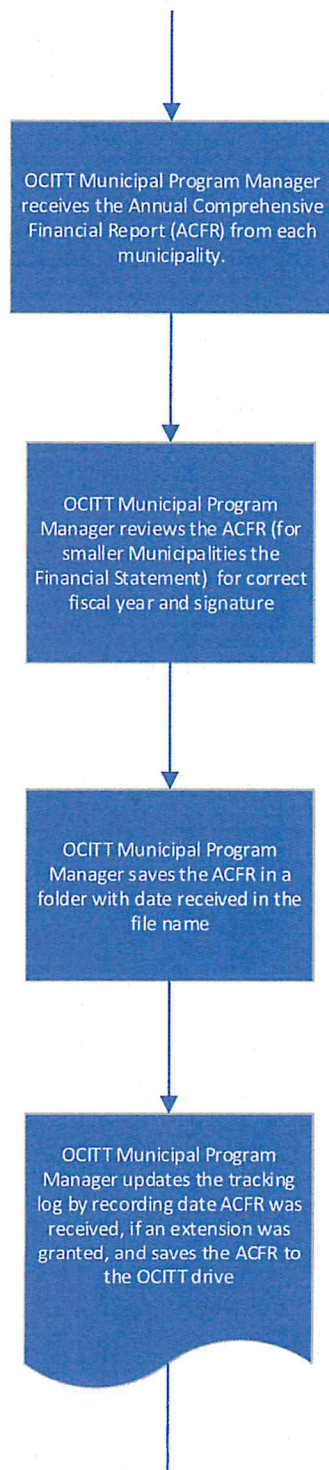 OCITT Municipal Program Manager
receives the Annual Comprehensive
Financial Report (ACFR) from each
municipality.
OCITT Municipal Program
Manager reviews the ACFR (for
smaller Municipalities the
Financial Statement) for correct
fiscal year and signature
OCITT Municipal Program
Manager saves the ACFR in a
folder with date received in the
file name
OCITT Municipal Program
Manager updates the tracking
log by recording date ACFR was
received, if an extension was
granted, and saves the ACFR to
the OCITT drive